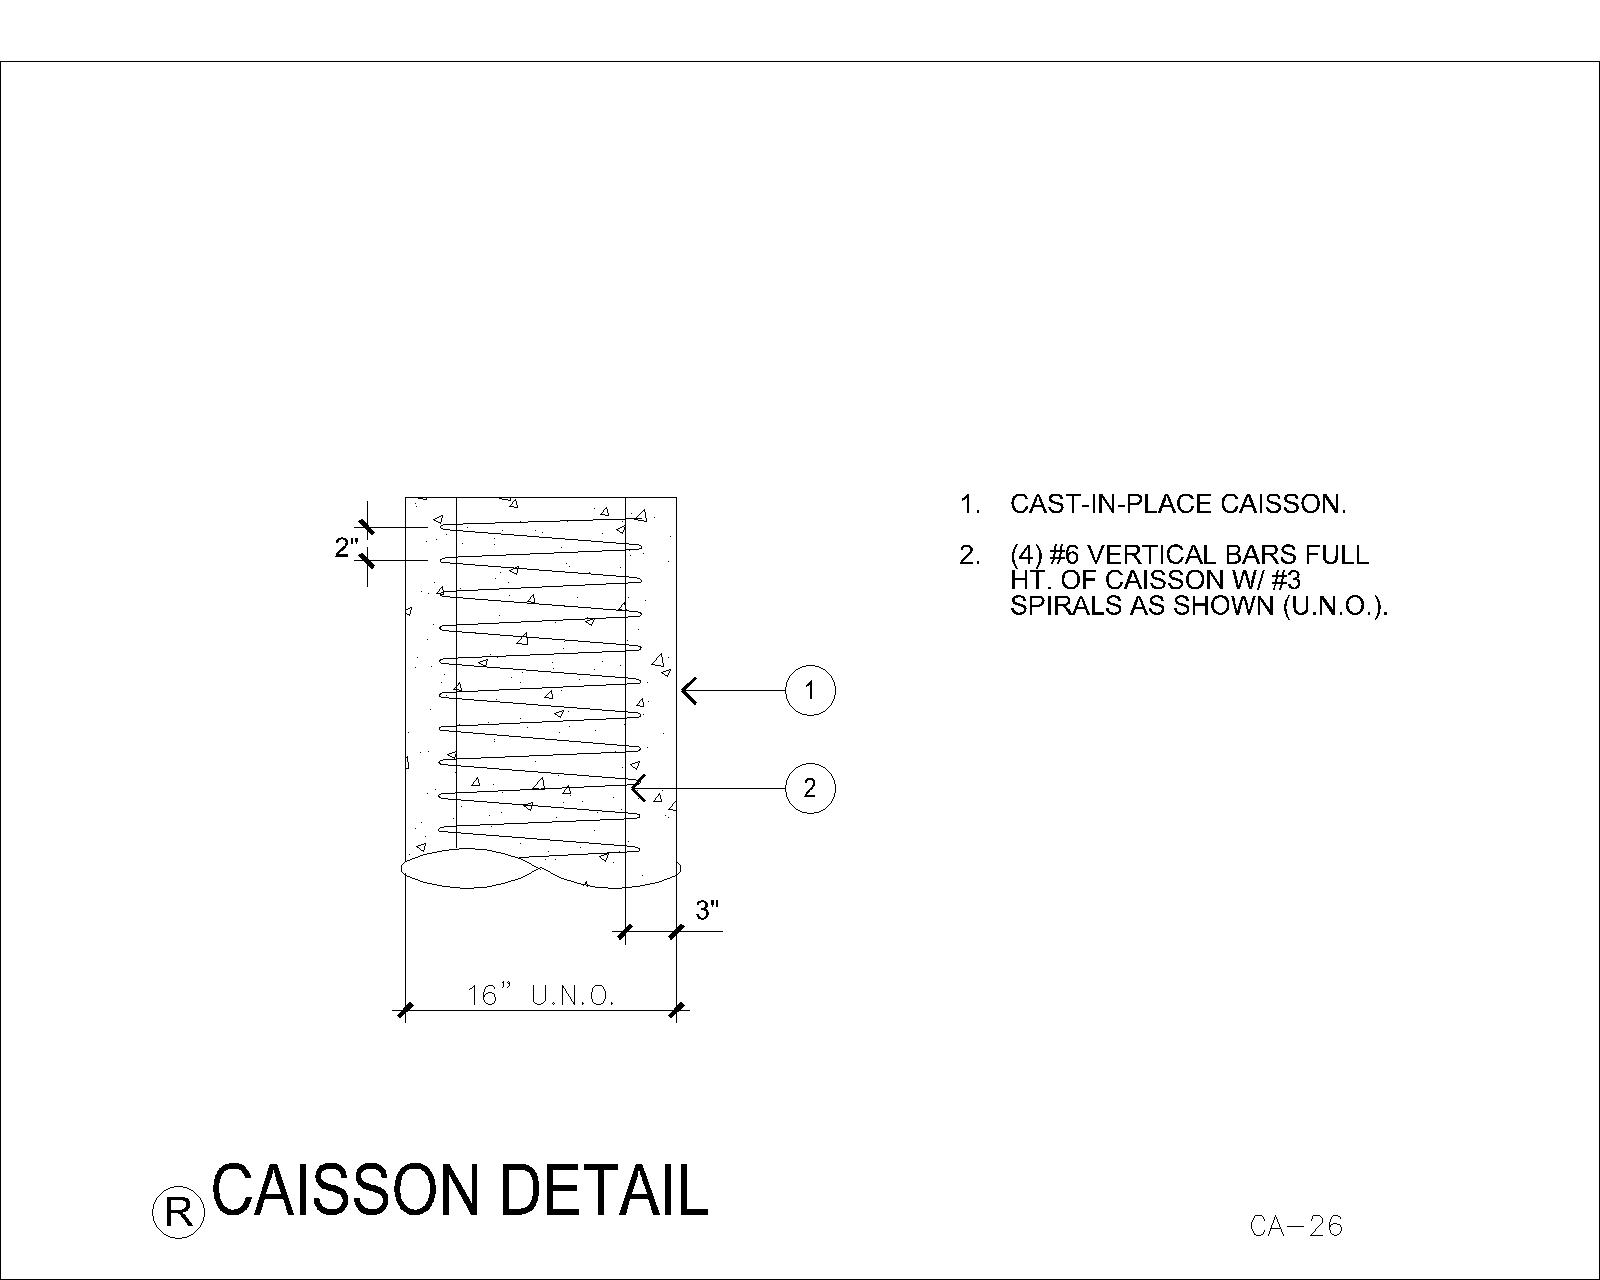 1. CAST-IN-PLACE CAISSON.
2. (4) #6 VERTICAL BARS FULL
HT. OF CAISSON W/ #3
SPIRALS AS SHOWN (U.N.O.).
2"
1
2
3"
16” U.N.O.
R CAISSON DETAIL
CA-26